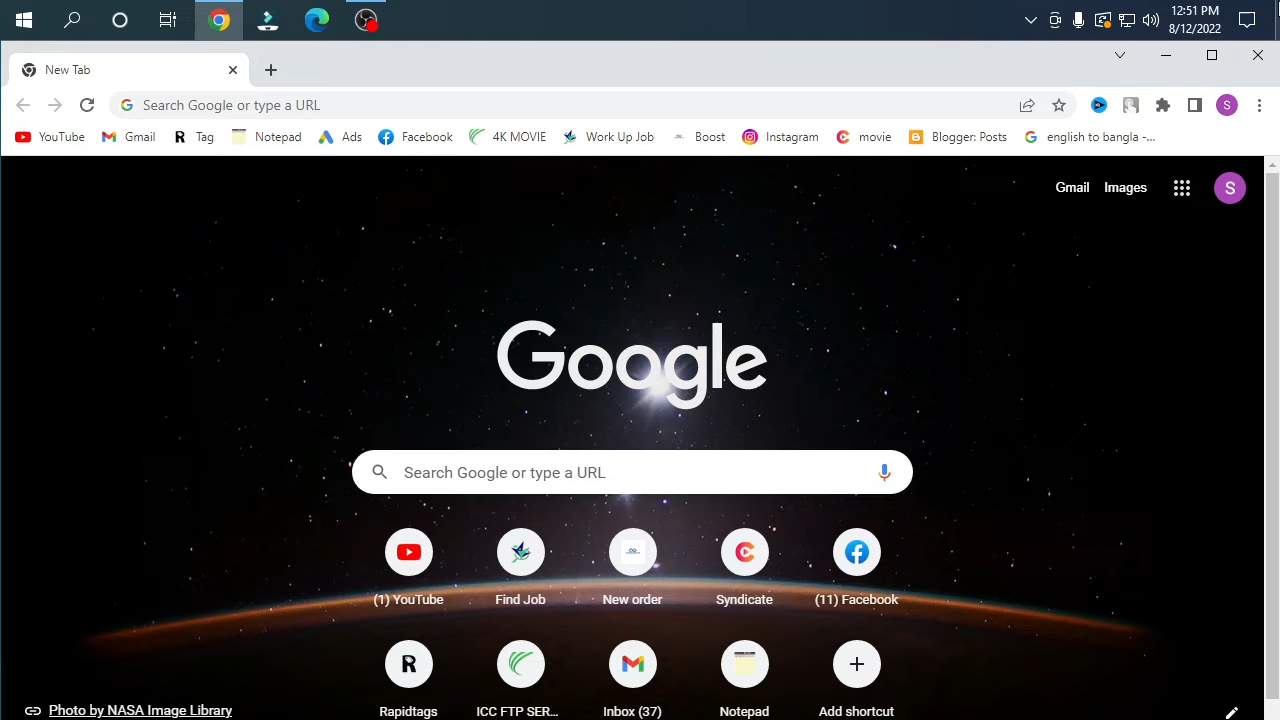 12:51 PM
8/12/2022
New Tab
Search Google or type a URL
S
YouTube Gmail Tag Notepad Ads Facebook 4K MOVIE Work Up Job Boost Instagram movie Blogger: Posts english to bangla -...
Gmail Images S
Google
Search Google or type a URL
(1) YouTube Find Job New order Syndicate (11) Facebook
Rapidtags ICC FTP SER... Inbox (37) Notepad Add shortcut
Photo by NASA Image Library